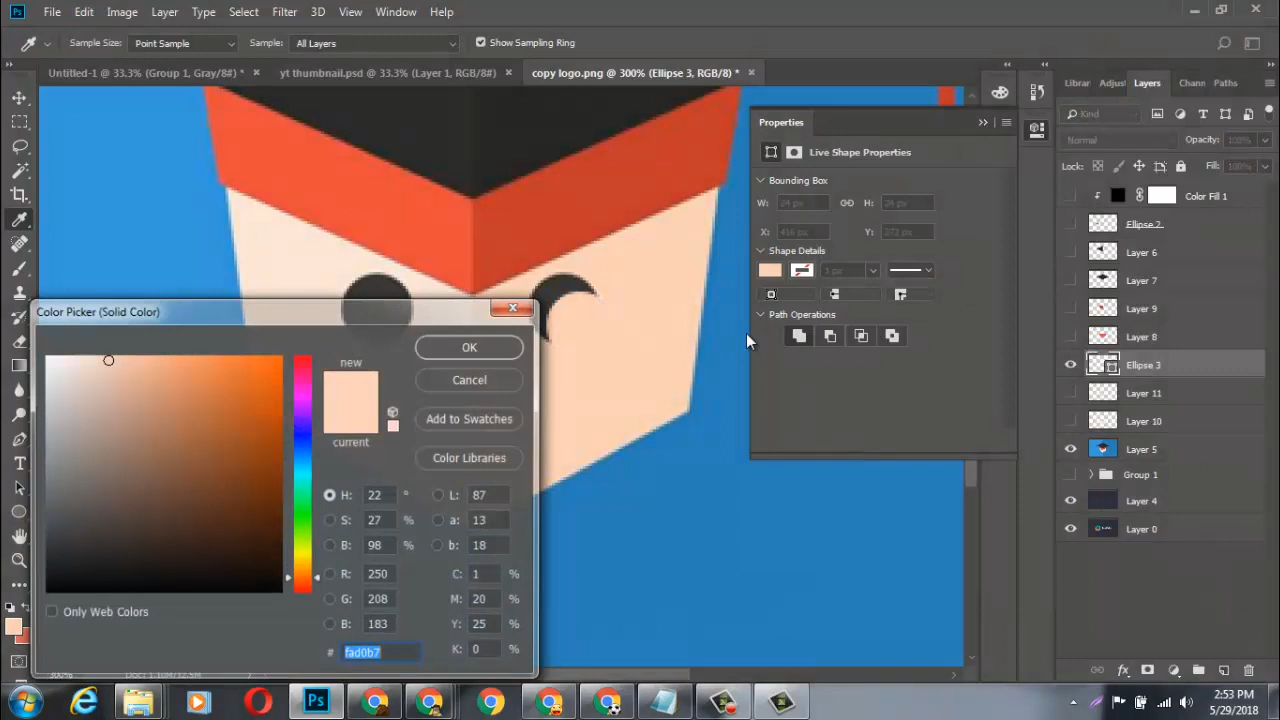 Ps File Edit Image Layer Type Select Filter 3D View Window Help
Sample Size: Point Sample Sample: All Layers Show Sampling Ring
Untitled-1 @ 33.3% (Group 1, Gray/8#) * × yt thumbnail.psd @ 33.3% (Layer 1, RGB/8#) × copy logo.png @ 300% (Ellipse 3, RGB/8) * ×
Properties
Live Shape Properties
Bounding Box
W: 24 px H: 24 px
X: 416 px Y: 273 px
Shape Details
1 px
Path Operations
Librar Adjus Chann Paths
Layers
Kind
Normal Opacity: 100%
Lock: Fill: 100%
Color Fill 1
Ellipse 2
Layer 6
Layer 7
Layer 9
Layer 8
Ellipse 3
Layer 11
Layer 10
Layer 5
Group 1
Layer 4
Layer 0
fx
Color Picker (Solid Color)
new
current
OK
Cancel
Add to Swatches
Color Libraries
H: 22 ° L: 87
S: 27 % a: 13
B: 98 % b: 18
R: 250 C: 1 %
G: 208 M: 20 %
B: 183 Y: 25 %
# fad0b7 K: 0 %
Only Web Colors
Ps
2:53 PM
5/29/2018